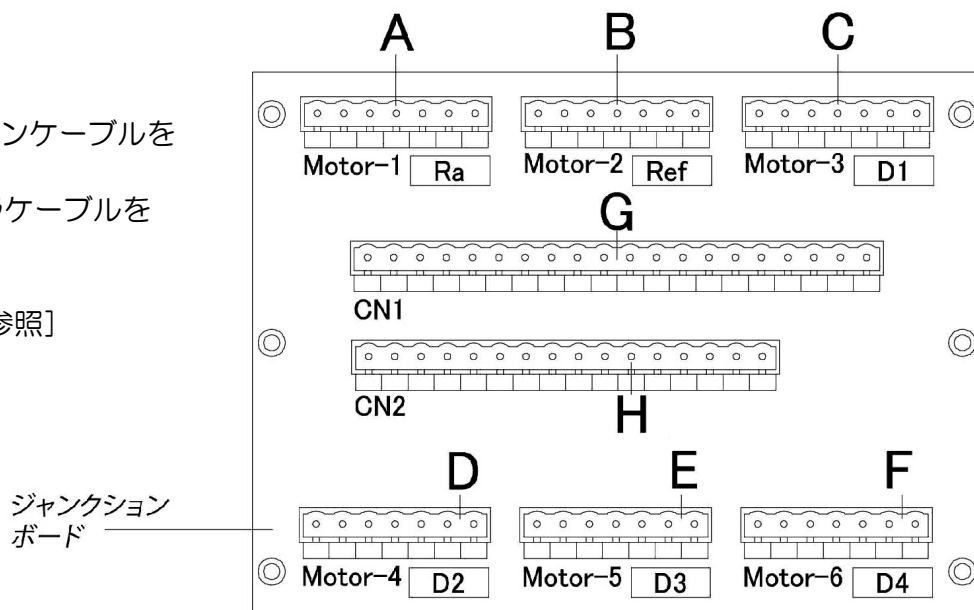 A B C
ンケーブルを
Motor-1 Ra Motor-2 Ref Motor-3 D1
ケーブルを
G
CN1
参照]
CN2
H
D E F
ジャンクション
ボード
Motor-4 D2 Motor-5 D3 Motor-6 D4